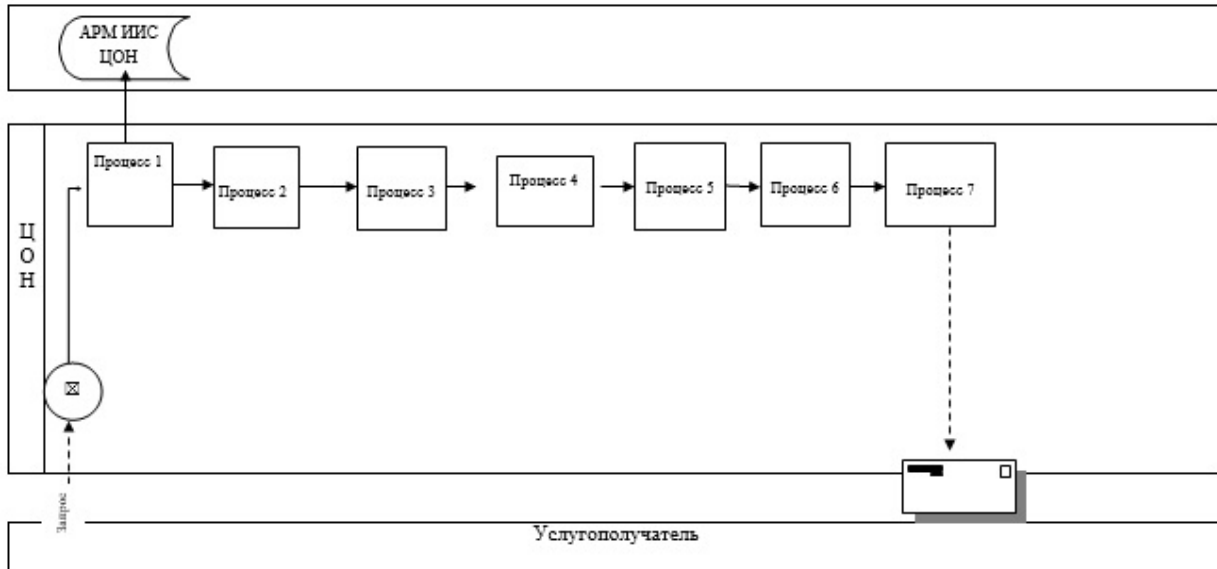 АРМ ИИС
ЦОН
Процесс 1
Процесс 2
Процесс 3
Процесс 4
Процесс 5
Процесс 6
Процесс 7
Ц
О
Н
Запрос
Услугополучатель